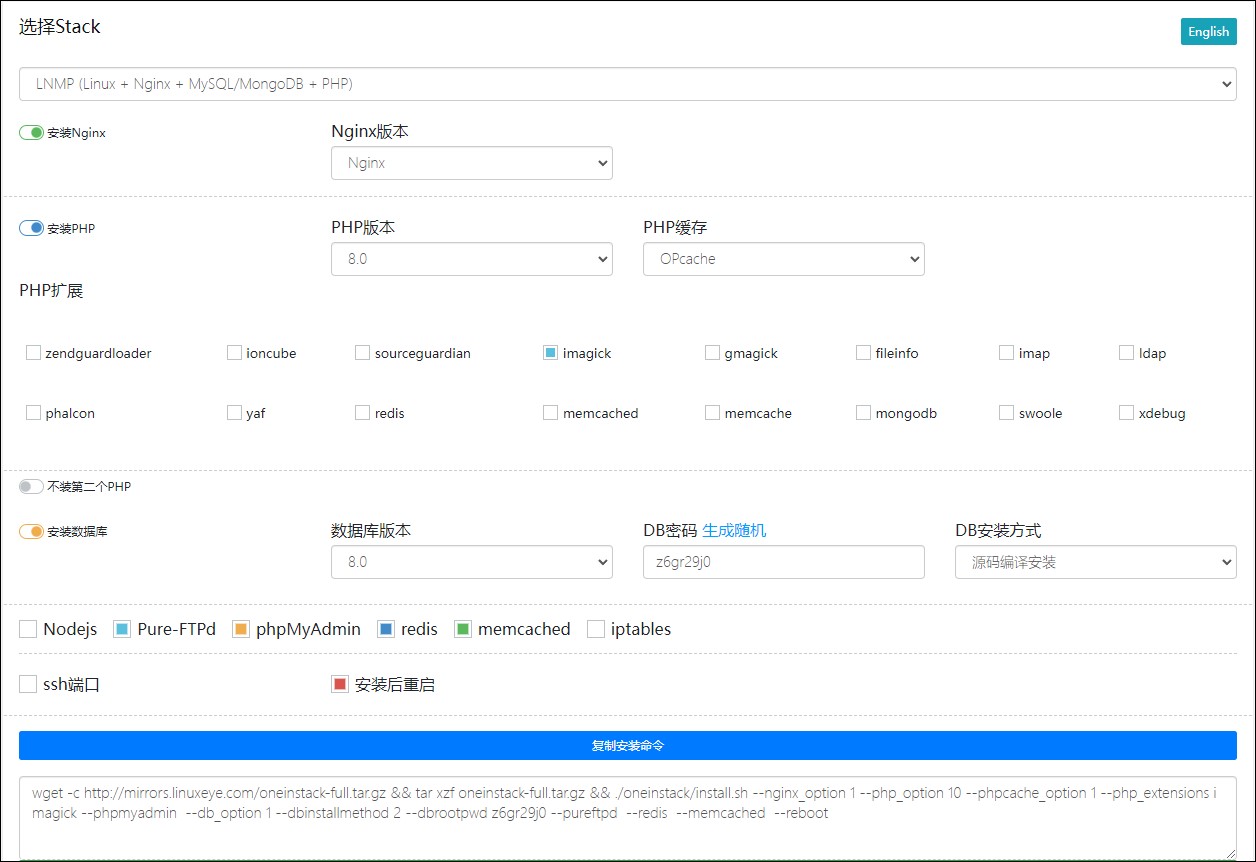 选择Stack
English
LNMP (Linux + Nginx + MySQL/MongoDB + PHP)
安装Nginx
Nginx版本
Nginx
安装PHP
PHP版本
PHP缓存
8.0
OPcache
PHP扩展
zendguardloader ioncube sourceguardian imagick gmagick fileinfo imap ldap
phalcon yaf redis memcached memcache mongodb swoole xdebug
不装第二个PHP
安装数据库
数据库版本
DB密码 生成随机
DB安装方式
8.0
z6gr29j0
源码编译安装
Nodejs Pure-FTPd phpMyAdmin redis memcached iptables
ssh端口 安装后重启
复制安装命令
wget -c http://mirrors.linuxeye.com/oneinstack-full.tar.gz && tar xzf oneinstack-full.tar.gz && ./oneinstack/install.sh --nginx_option 1 --php_option 10 --phpcache_option 1 --php_extensions i
magick --phpmyadmin  --db_option 1 --dbinstallmethod 2 --dbrootpwd z6gr29j0 --pureftpd  --redis  --memcached  --reboot